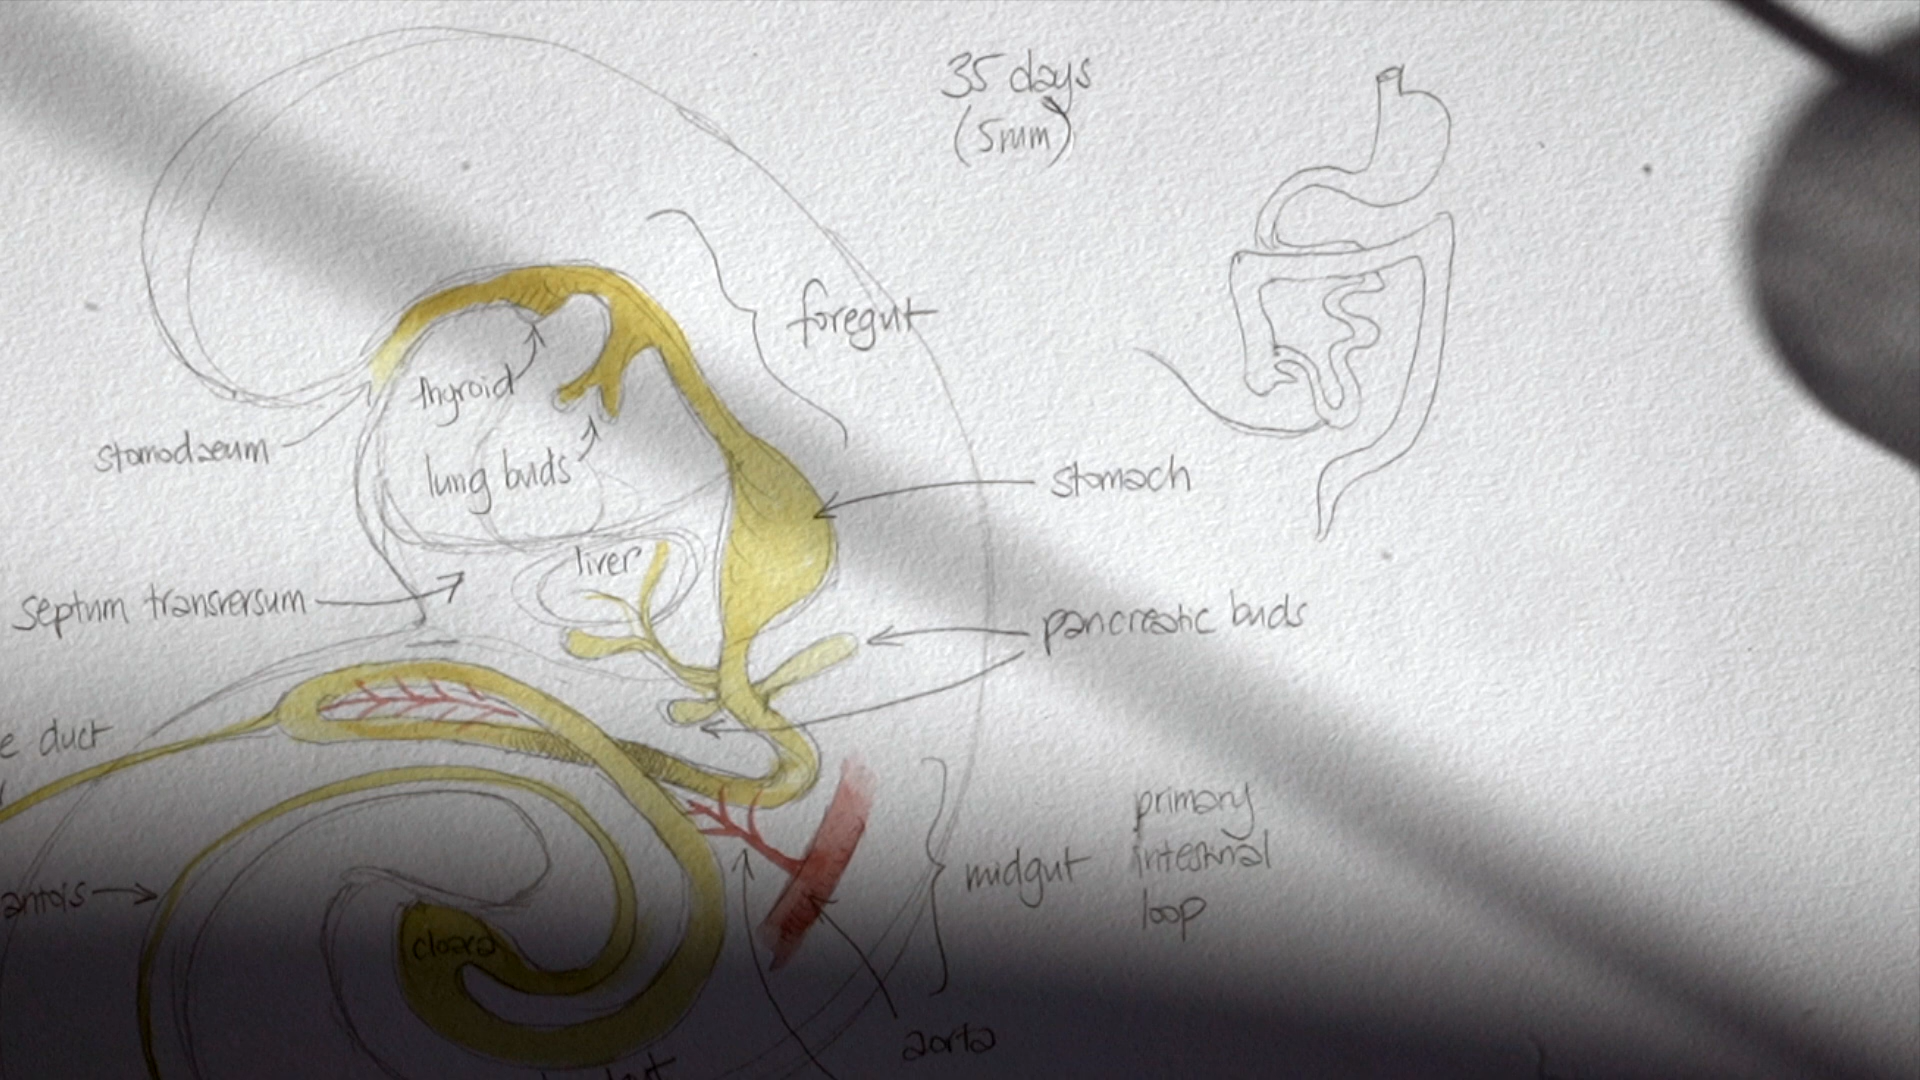 35 days
(5mm)
foregut
thyroid
stomodaeum
lung buds
stomach
liver
septum transversum
pancreatic buds
e duct
primary
midgut
intestinal
loop
antois
cloaca
aorta